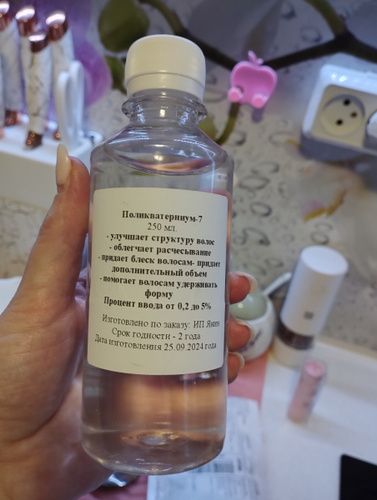 Поликватериум-7
250 мл.
- улучшает структуру волос
- облегчает расчесывание
- придает блеск волосам- придает
дополнительный объем
- помогает волосам удерживать
форму
Процент ввода от 0,2 до 5%
Изготовлено по заказу: ИП
Срок годности - 2 года
Дата изготовления 25.09.2024 года